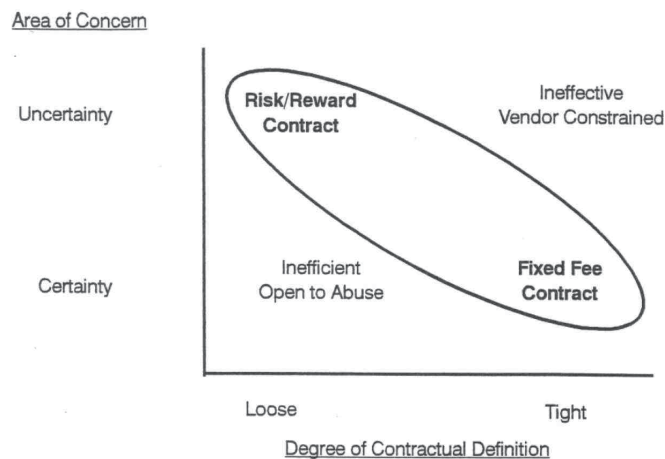 Area of Concern
Uncertainty
Risk/Reward
Contract
Ineffective
Vendor Constrained
Certainty
Inefficient
Open to Abuse
Fixed Fee
Contract
Loose
Tight
Degree of Contractual Definition